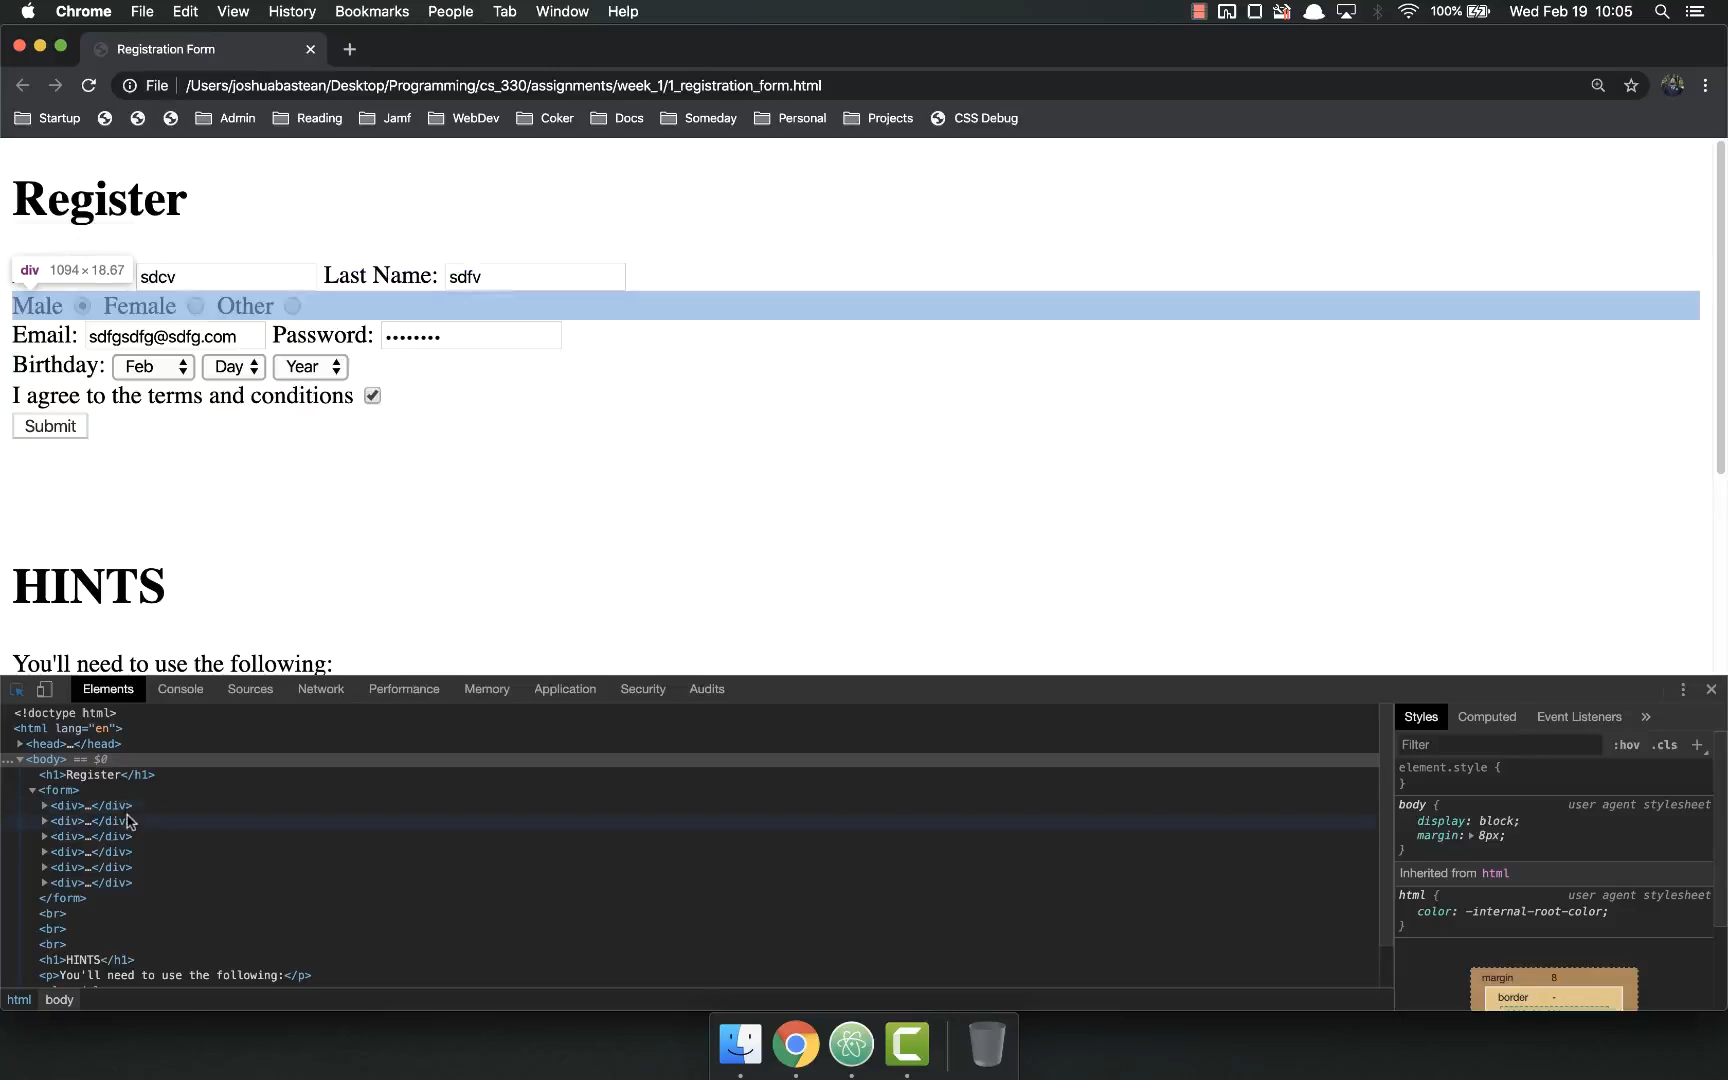 Chrome File Edit View History Bookmarks People Tab Window Help 100% Wed Feb 19 10:05
Registration Form
File /Users/joshuabastean/Desktop/Programming/cs_330/assignments/week_1/1_registration_form.html
Startup Admin Reading Jamf WebDev Coker Docs Someday Personal Projects CSS Debug
Register
div 1094 × 18.67
sdcv Last Name: sdfv
Male Female Other
Email: sdfgsdfg@sdfg.com Password: ••••••••
Birthday: Feb Day Year
I agree to the terms and conditions
Submit
HINTS
You'll need to use the following:
Elements Console Sources Network Performance Memory Application Security Audits
<!doctype html>
<html lang="en">
<head>…</head>
… <body> == $0
<h1>Register</h1>
<form>
<div>…</div>
<div>…</div>
<div>…</div>
<div>…</div>
<div>…</div>
<div>…</div>
</form>
<br>
<br>
<br>
<h1>HINTS</h1>
<p>You'll need to use the following:</p>
html body
Styles Computed Event Listeners »
Filter :hov .cls +
element.style {
}
body { user agent stylesheet
display: block;
margin: 8px;
}
Inherited from html
html { user agent stylesheet
color: -internal-root-color;
}
margin 8
border -